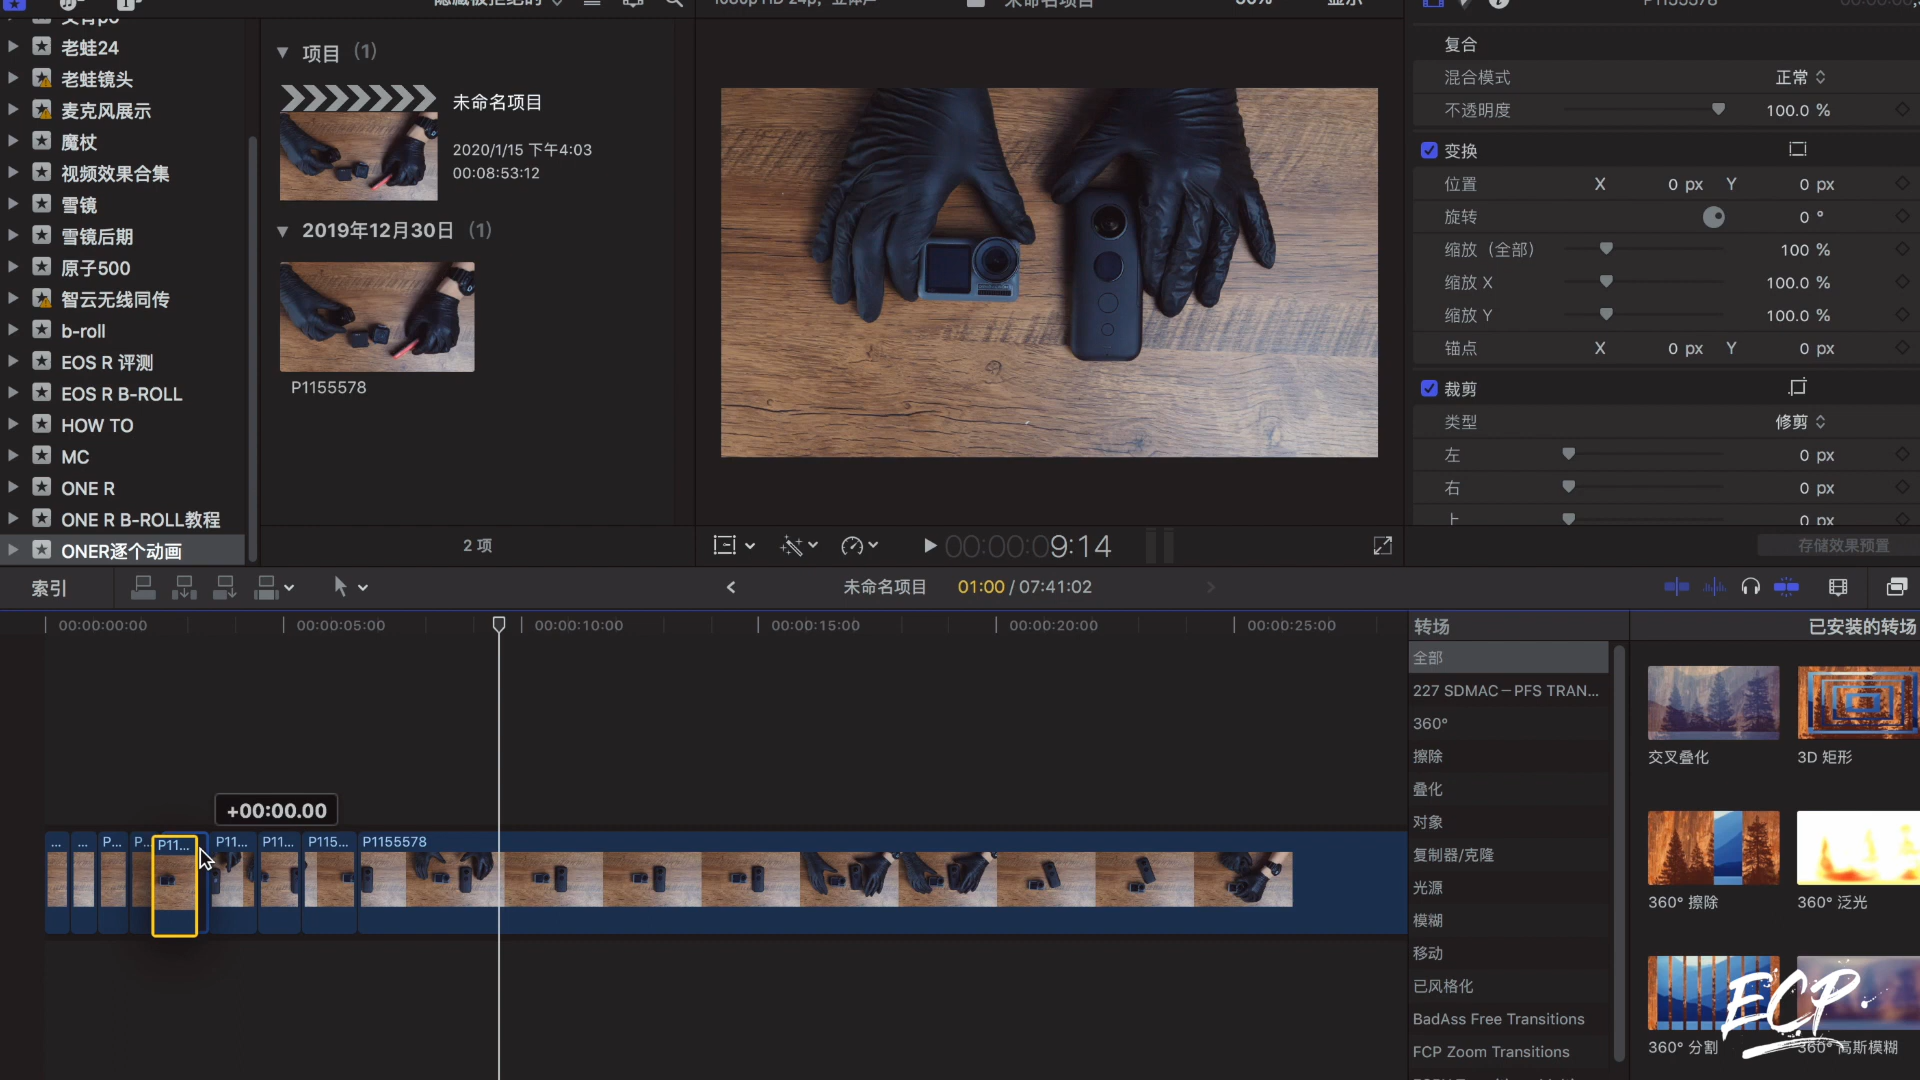 老蛙24
老蛙镜头
麦克风展示
魔杖
视频效果合集
雪镜
雪镜后期
原子500
智云无线同传
b-roll
EOS R 评测
EOS R B-ROLL
HOW TO
MC
ONE R
ONE R B-ROLL教程
ONER逐个动画
项目 (1)
未命名项目
2020/1/15 下午4:03
00:08:53:12
2019年12月30日 (1)
P1155578
2 项
00:00:09:14
复合
混合模式 正常
不透明度 100.0 %
变换
位置 X 0 px Y 0 px
旋转 0 °
缩放 (全部) 100 %
缩放 X 100.0 %
缩放 Y 100.0 %
锚点 X 0 px Y 0 px
裁剪
类型 修剪
左 0 px
右 0 px
上 0 px
存储效果预置
索引
未命名项目 01:00 / 07:41:02
00:00:00:00 00:00:05:00 00:00:10:00 00:00:15:00 00:00:20:00 00:00:25:00
+00:00.00
... ... P... P... P11... P11... P11... P115... P1155578
转场
全部
227 SDMAC－PFS TRAN...
360°
擦除
叠化
对象
复制器/克隆
光源
模糊
移动
已风格化
BadAss Free Transitions
FCP Zoom Transitions
已安装的转场
交叉叠化 3D 矩形
360° 擦除 360° 泛光
360° 分割 360° 高斯模糊
ECP